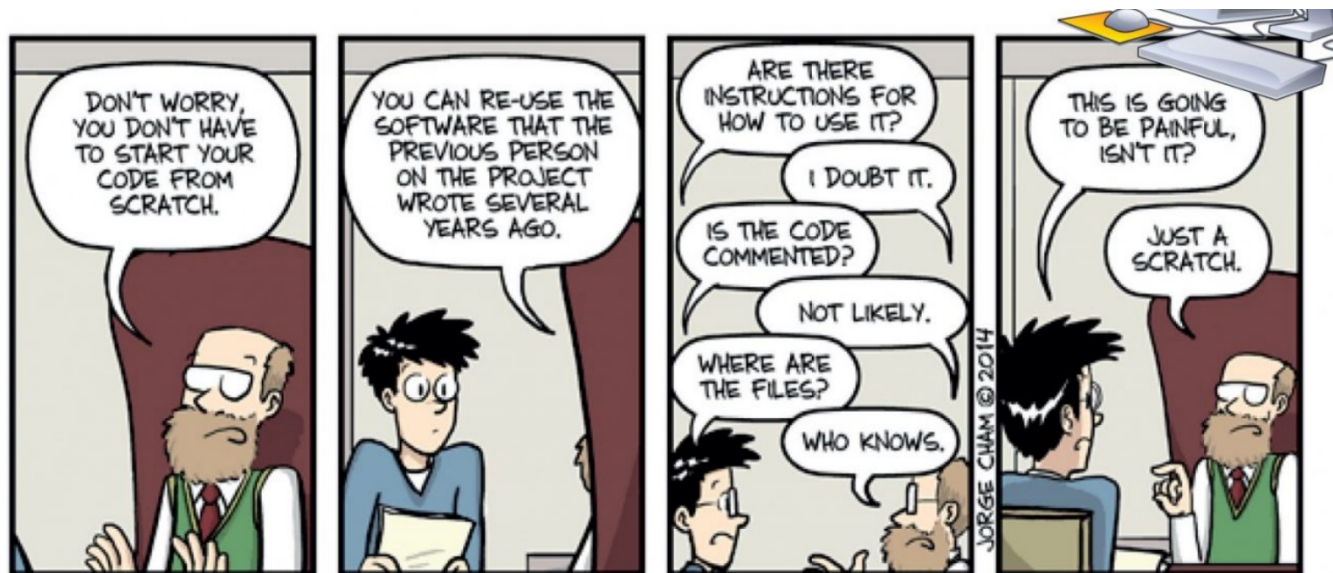 DON'T WORRY,
YOU DON'T HAVE
TO START YOUR
CODE FROM
SCRATCH.
YOU CAN RE-USE THE
SOFTWARE THAT THE
PREVIOUS PERSON
ON THE PROJECT
WROTE SEVERAL
YEARS AGO.
ARE THERE
INSTRUCTIONS FOR
HOW TO USE IT?
I DOUBT IT.
IS THE CODE
COMMENTED?
NOT LIKELY.
WHERE ARE
THE FILES?
WHO KNOWS.
JORGE CHAM © 2014
THIS IS GOING
TO BE PAINFUL,
ISN'T IT?
JUST A
SCRATCH.